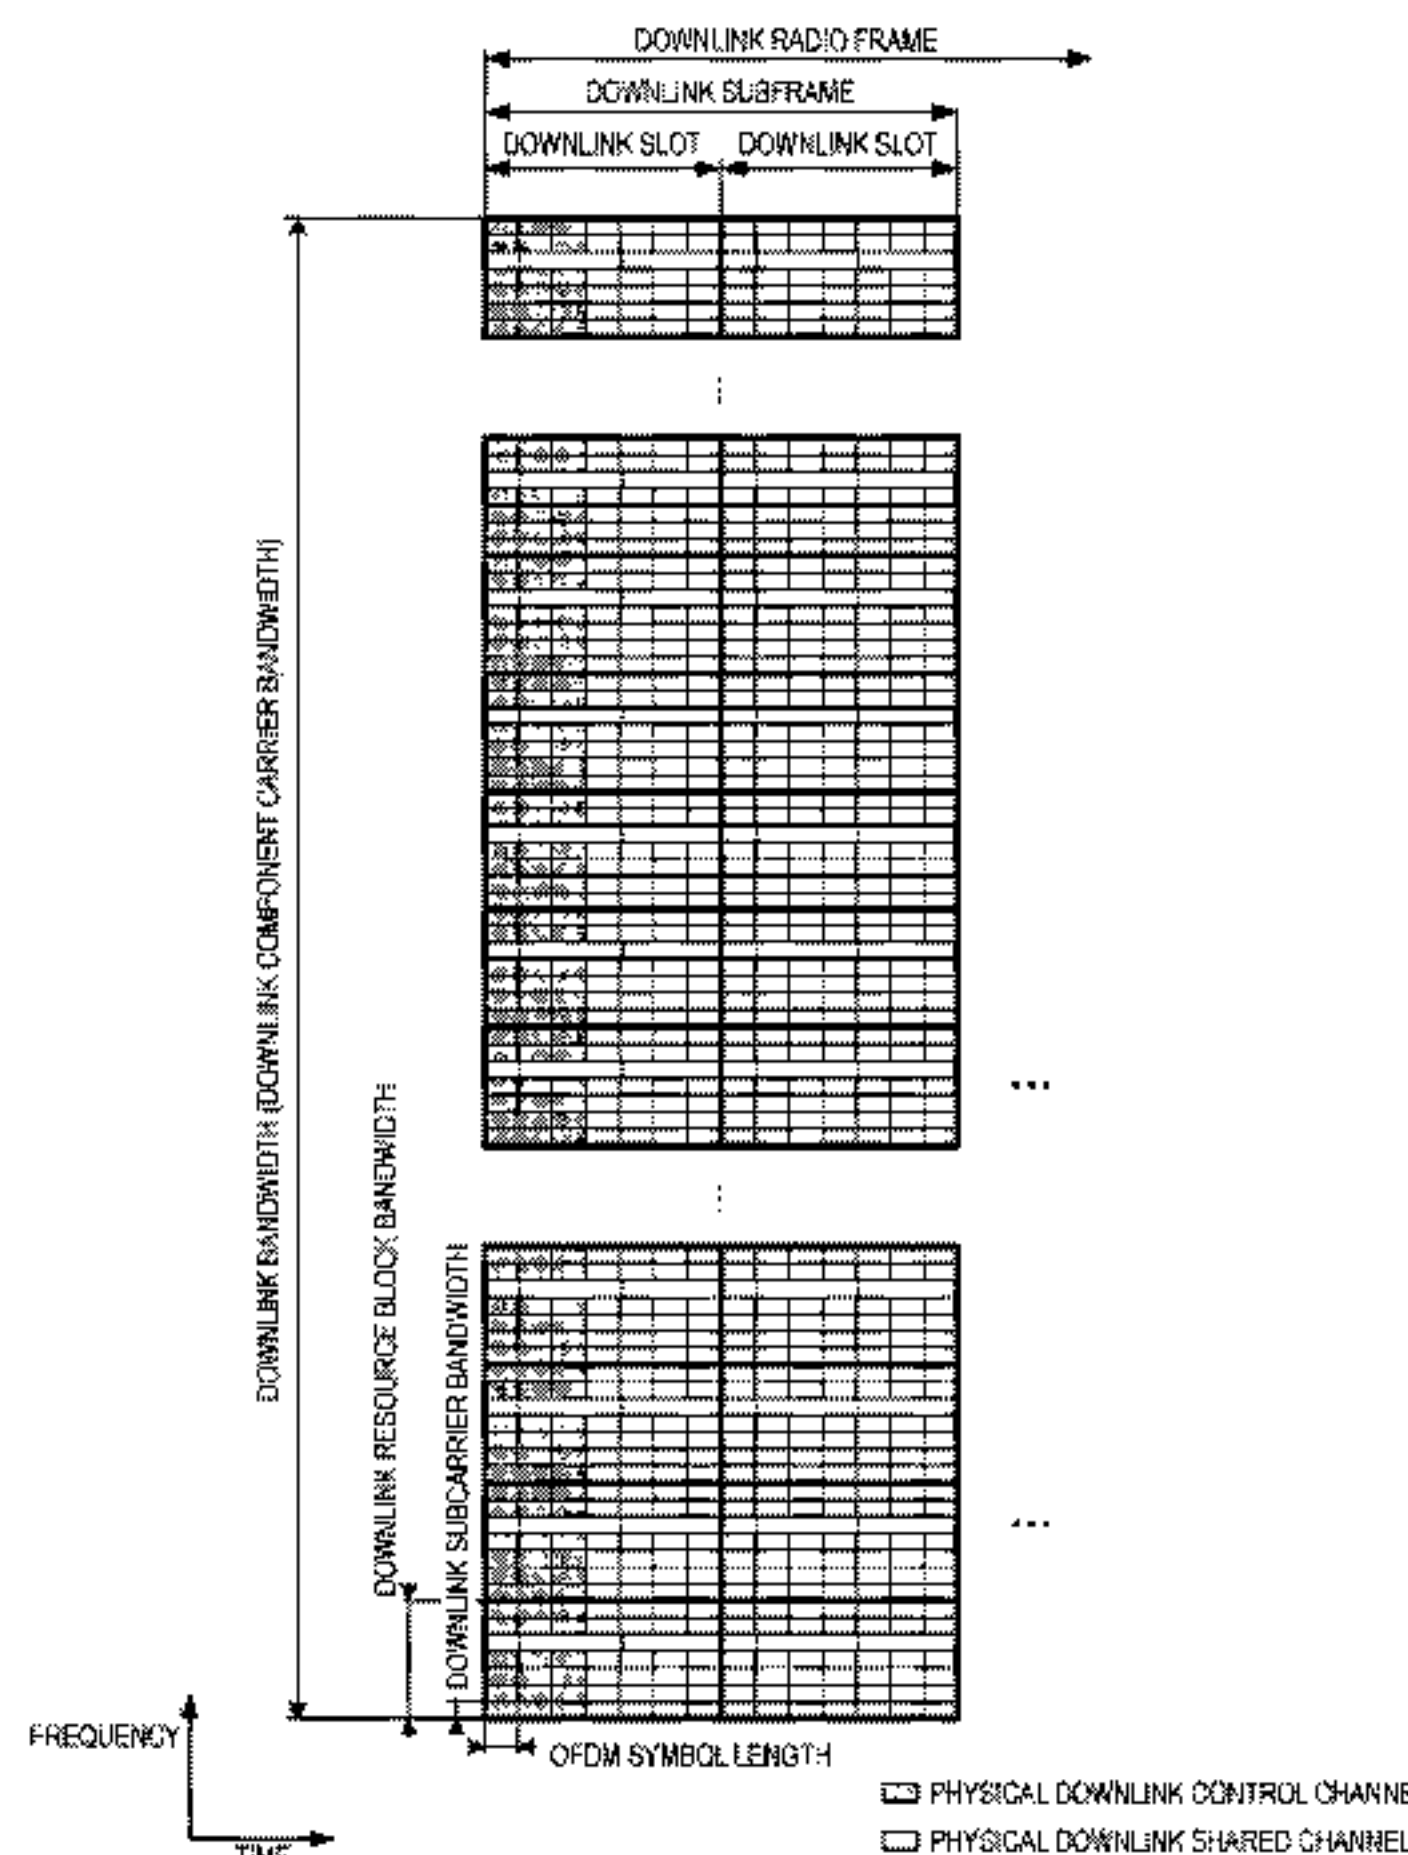 DOWNLINK RADIO FRAME
DOWNLINK SUBFRAME
DOWNLINK SLOT DOWNLINK SLOT
DOWNLINK BANDWIDTH (DOWNLINK COMPONENT CARRIER BANDWIDTH)
DOWNLINK RESOURCE BLOCK BANDWIDTH
DOWNLINK SUBCARRIER BANDWIDTH
...
...
FREQUENCY
TIME
OFDM SYMBOL LENGTH
PHYSICAL DOWNLINK CONTROL CHANNE
PHYSICAL DOWNLINK SHARED CHANNEL